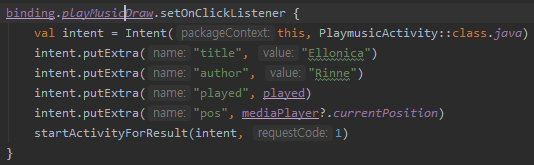 binding.playMusicDraw.setOnClickListener {
val intent = Intent( packageContext: this, PlaymusicActivity::class.java)
intent.putExtra( name: "title", value: "Ellonica")
intent.putExtra( name: "author", value: "Rinne")
intent.putExtra( name: "played", played)
intent.putExtra( name: "pos", mediaPlayer?.currentPosition)
startActivityForResult(intent, requestCode: 1)
}